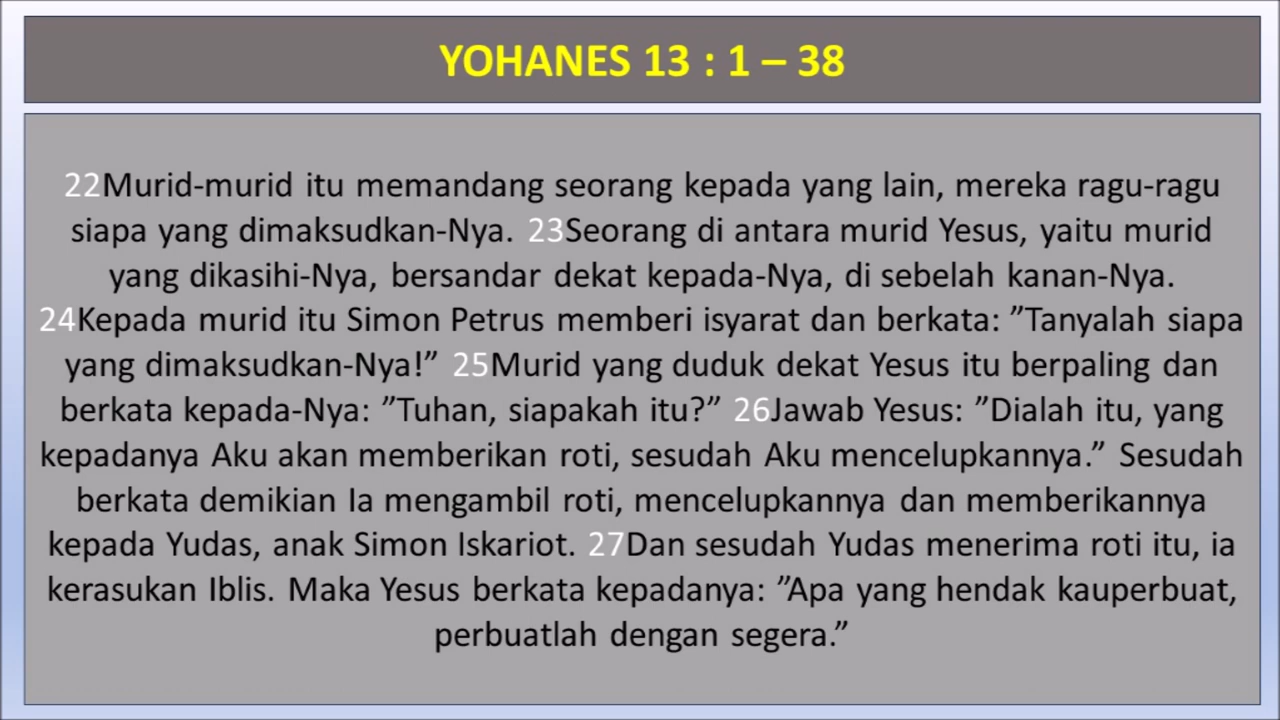 YOHANES 13 : 1 – 38
22Murid-murid itu memandang seorang kepada yang lain, mereka ragu-ragu
siapa yang dimaksudkan-Nya. 23Seorang di antara murid Yesus, yaitu murid
yang dikasihi-Nya, bersandar dekat kepada-Nya, di sebelah kanan-Nya.
24Kepada murid itu Simon Petrus memberi isyarat dan berkata: ”Tanyalah siapa
yang dimaksudkan-Nya!” 25Murid yang duduk dekat Yesus itu berpaling dan
berkata kepada-Nya: ”Tuhan, siapakah itu?” 26Jawab Yesus: ”Dialah itu, yang
kepadanya Aku akan memberikan roti, sesudah Aku mencelupkannya.” Sesudah
berkata demikian Ia mengambil roti, mencelupkannya dan memberikannya
kepada Yudas, anak Simon Iskariot. 27Dan sesudah Yudas menerima roti itu, ia
kerasukan Iblis. Maka Yesus berkata kepadanya: ”Apa yang hendak kauperbuat,
perbuatlah dengan segera.”